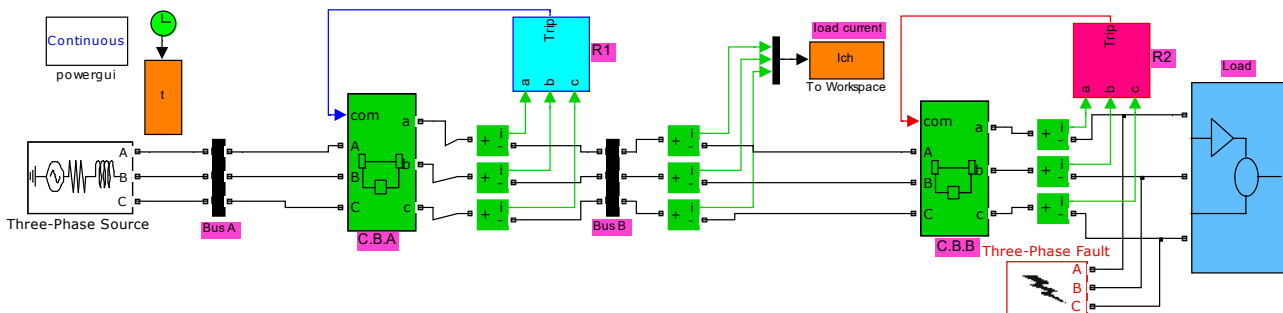 Continuous
powergui
t
Three-Phase Source
A
B
C
Bus A
com
A
B
C
a
b
c
C.B.A
+
i
-
+
i
-
+
i
-
Trip
a
b
c
R1
Bus B
+
i
-
+
i
-
+
i
-
load current
Ich
To Workspace
com
A
B
C
a
b
c
C.B.B
+
i
-
+
i
-
+
i
-
Trip
a
b
c
R2
Load
Three-Phase Fault
A
B
C